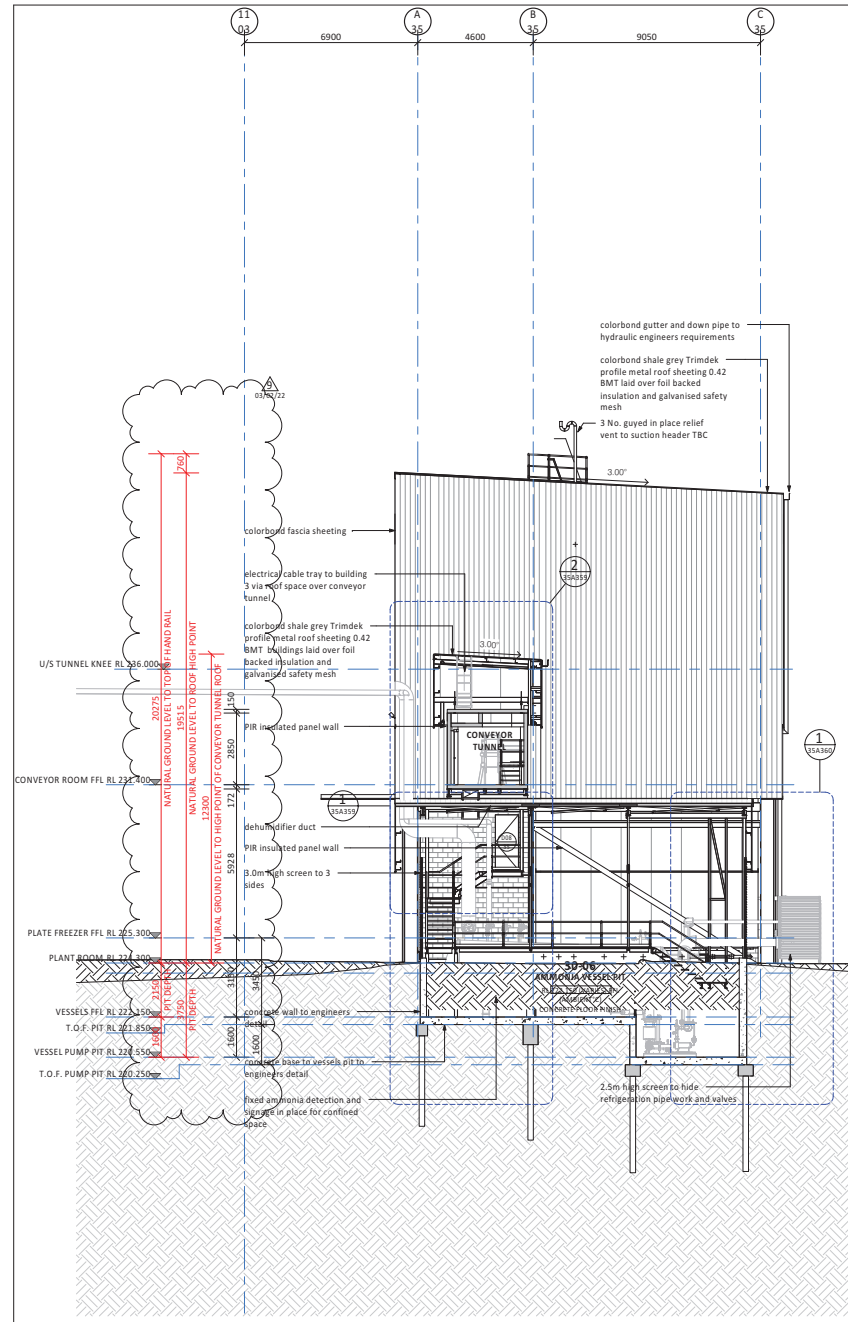 11
03
A
35
B
35
C
35
6900
4600
9050
colorbond gutter and down pipe to
hydraulic engineers requirements
colorbond shale grey Trimdek
profile metal roof sheeting 0.42
BMT laid over foil backed
insulation and galvanised safety
mesh
3 No. guyed in place relief
vent to suction header TBC
9
03/02/22
3.00°
760
colorbond fascia sheeting
2
35A359
electrical cable tray to building
3 via roof space over conveyor
tunnel
colorbond shale grey Trimdek
profile metal roof sheeting 0.42
BMT buildings laid over foil
backed insulation and
galvanised safety mesh
3.00°
U/S TUNNEL KNEE RL 236.000
20275
NATURAL GROUND LEVEL TO TOP OF HAND RAIL
19515
NATURAL GROUND LEVEL TO ROOF HIGH POINT
12300
NATURAL GROUND LEVEL TO HIGH POINT OF CONVEYOR TUNNEL ROOF
150
2850
172
5928
PIR insulated panel wall
CONVEYOR
TUNNEL
1
35A360
CONVEYOR ROOM FFL RL 231.400
1
35A359
dehumidifier duct
D08
PIR insulated panel wall
3.0m high screen to 3
sides
PLATE FREEZER FFL RL 225.300
PLANT ROOM RL 224.300
30-06
AMMONIA VESSEL PIT
CONCRETE FLOOR FINISH
2150
PIT DEPTH
3750
PIT DEPTH
3150
3450
1600
1600
1600
VESSELS FFL RL 222.150
T.O.F. PIT RL 221.850
VESSEL PUMP PIT RL 220.550
T.O.F. PUMP PIT RL 220.250
concrete wall to engineers
detail
concrete base to vessels pit to
engineers detail
fixed ammonia detection and
signage in place for confined
space
2.5m high screen to hide
refrigeration pipe work and valves